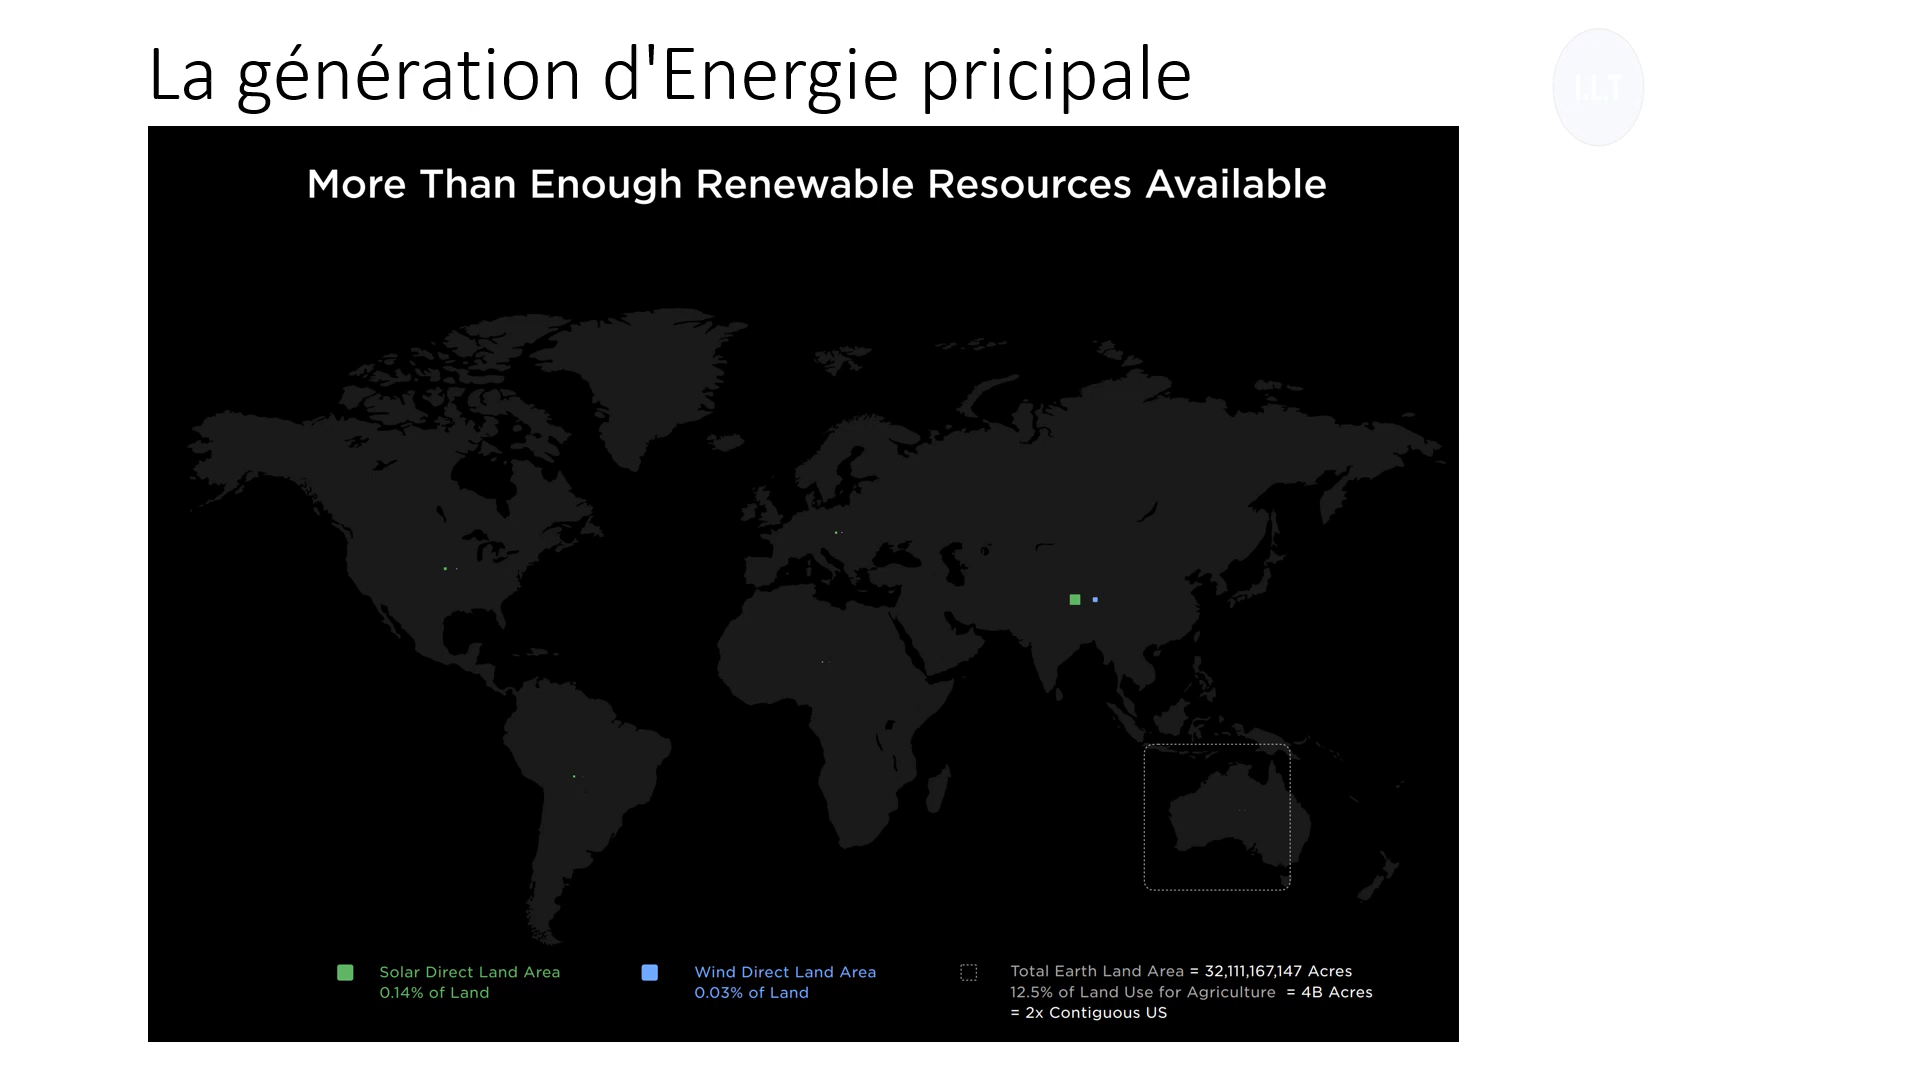 La génération d'Energie pricipale
I.L.T
More Than Enough Renewable Resources Available
Solar Direct Land Area
0.14% of Land
Wind Direct Land Area
0.03% of Land
Total Earth Land Area = 32,111,167,147 Acres
12.5% of Land Use for Agriculture = 4B Acres
= 2x Contiguous US